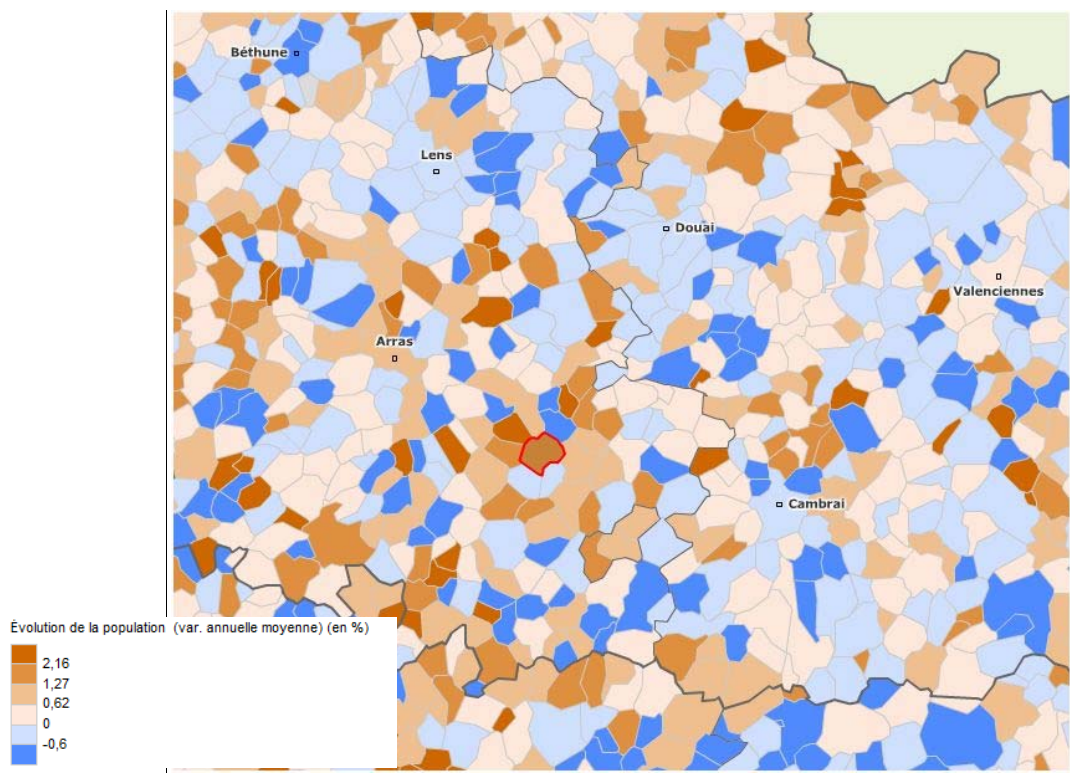 Béthune
Lens
Douai
Valenciennes
Arras
Cambrai
Évolution de la population (var. annuelle moyenne) (en %)
2,16
1,27
0,62
0
-0,6